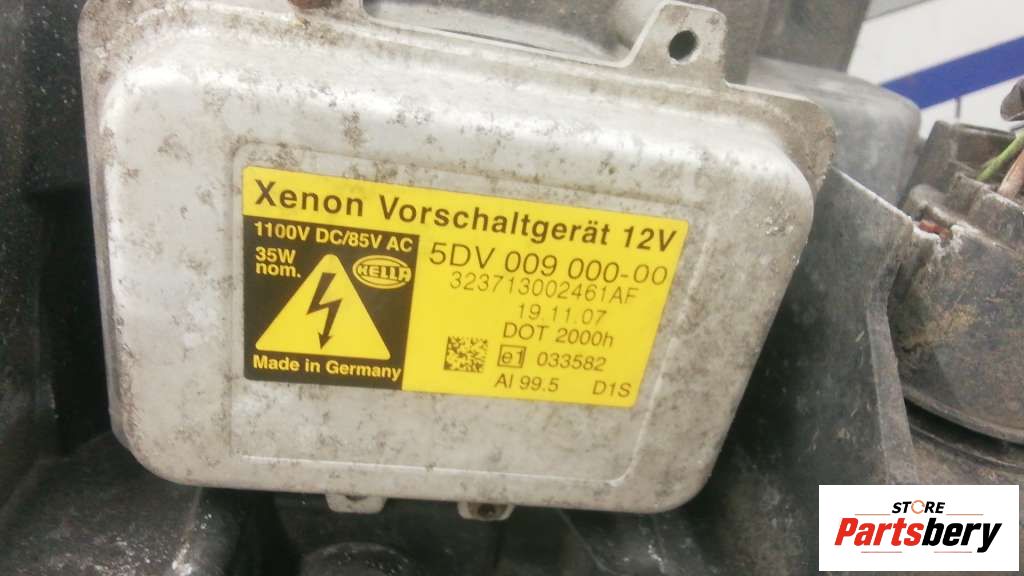 Xenon Vorschaltgerät 12V
1100V DC/85V AC
35W
nom.
HELLA
Made in Germany
5DV 009 000-00
323713002461AF
19.11.07
DOT 2000h
e1 033582
AI 99.5 D1S
STORE
Partsbery